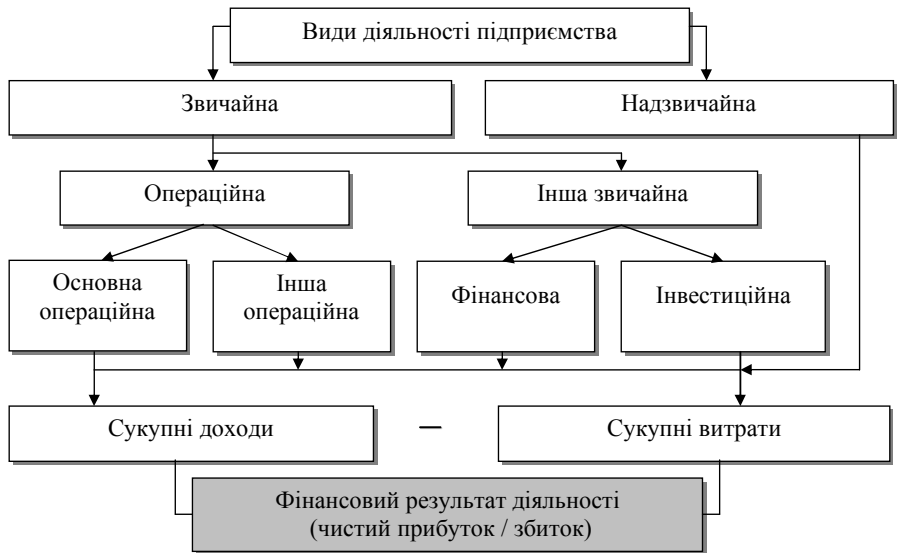 Види діяльності підприємства
Звичайна
Надзвичайна
Операційна
Інша звичайна
Основна
операційна
Інша
операційна
Фінансова
Інвестиційна
Сукупні доходи
—
Сукупні витрати
Фінансовий результат діяльності
(чистий прибуток / збиток)